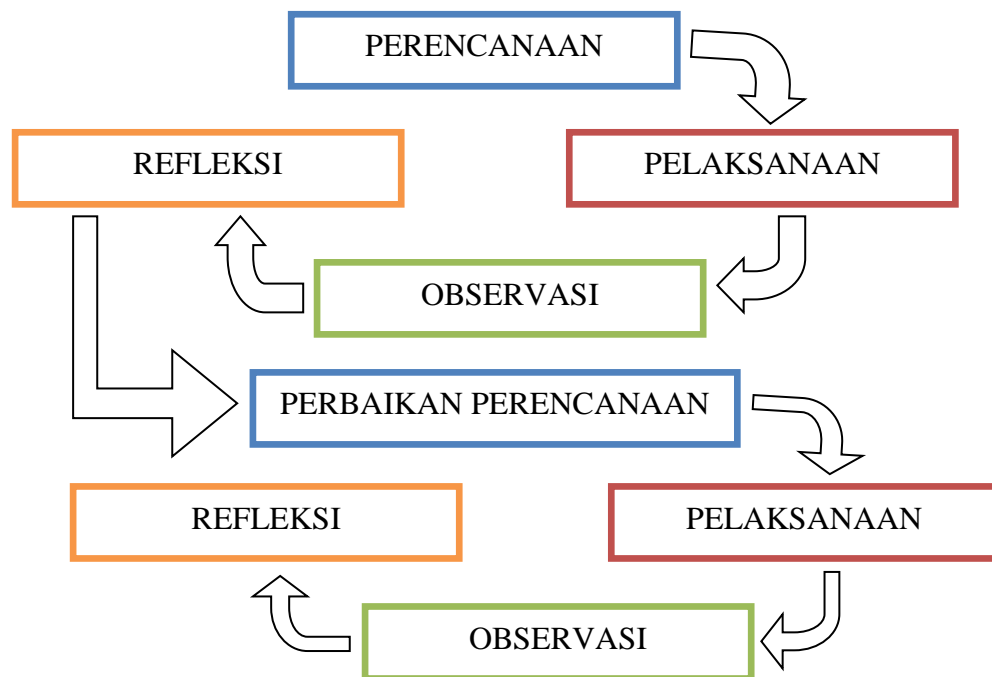 PERENCANAAN
REFLEKSI
PELAKSANAAN
OBSERVASI
PERBAIKAN PERENCANAAN
REFLEKSI
PELAKSANAAN
OBSERVASI